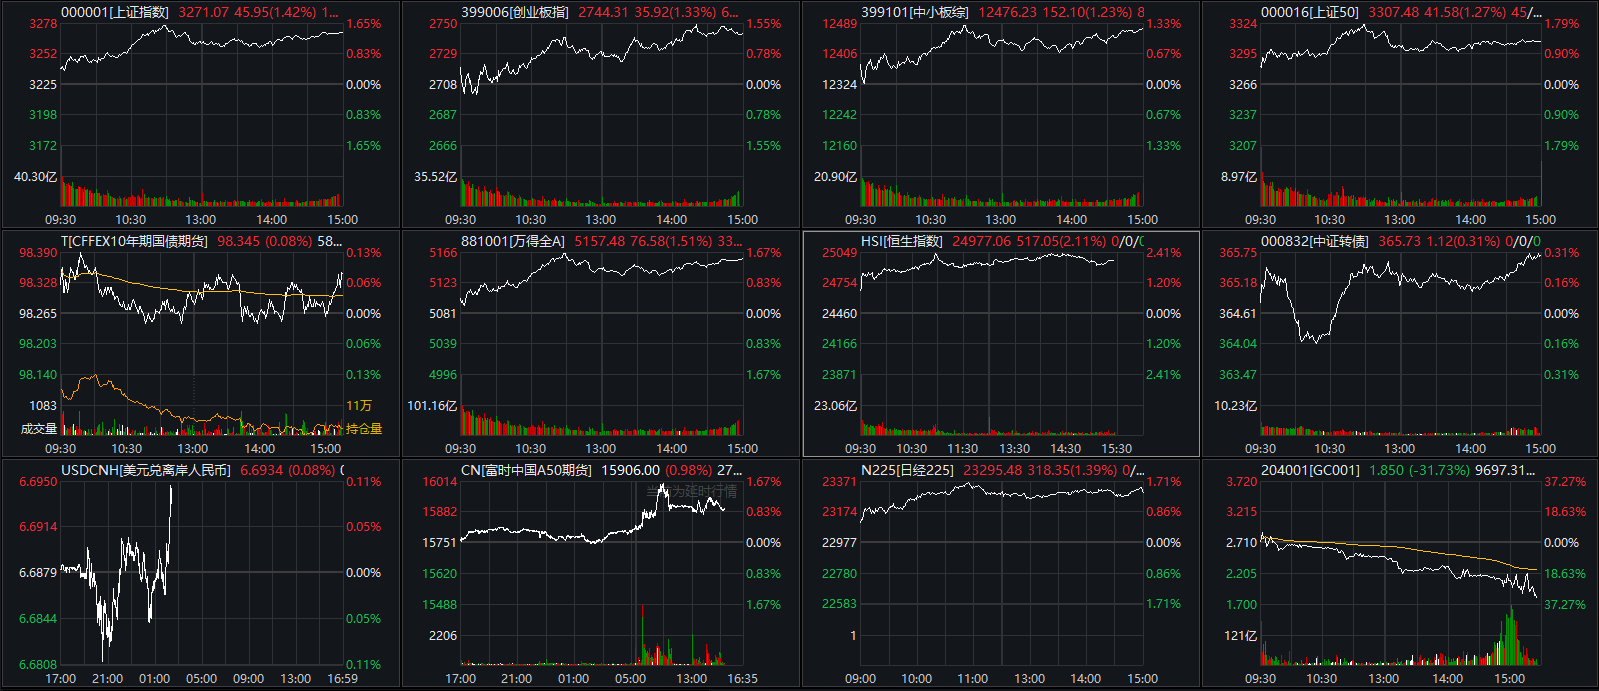 000001[上证指数] 3271.07 45.95(1.42%) 1...
3278 1.65%
3252 0.83%
3225 0.00%
3198 0.83%
3172 1.65%
40.30亿
09:30 10:30 13:00 14:00 15:00
399006[创业板指] 2744.31 35.92(1.33%) 6...
2750 1.55%
2729 0.78%
2708 0.00%
2687 0.78%
2666 1.55%
35.52亿
09:30 10:30 13:00 14:00 15:00
399101[中小板综] 12476.23 152.10(1.23%) 8
12489 1.33%
12406 0.67%
12324 0.00%
12242 0.67%
12160 1.33%
20.90亿
09:30 10:30 13:00 14:00 15:00
000016[上证50] 3307.48 41.58(1.27%) 45/...
3324 1.79%
3295 0.90%
3266 0.00%
3237 0.90%
3207 1.79%
8.97亿
09:30 10:30 13:00 14:00 15:00
T[CFFEX10年期国债期货] 98.345 (0.08%) 58...
98.390 0.13%
98.328 0.06%
98.265 0.00%
98.203 0.06%
98.140 0.13%
1083 11万
成交量 持仓量
09:30 10:30 13:00 14:00 15:00
881001[万得全A] 5157.48 76.58(1.51%) 33...
5166 1.67%
5123 0.83%
5081 0.00%
5039 0.83%
4996 1.67%
101.16亿
09:30 10:30 13:00 14:00 15:00
HSI[恒生指数] 24977.06 517.05(2.11%) 0/0/0
25049 2.41%
24754 1.20%
24460 0.00%
24166 1.20%
23871 2.41%
23.06亿
09:30 10:30 11:30 13:30 14:30 15:30
000832[中证转债] 365.73 1.12(0.31%) 0/0/0
365.75 0.31%
365.18 0.16%
364.61 0.00%
364.04 0.16%
363.47 0.31%
10.23亿
09:30 10:30 13:00 14:00 15:00
USDCNH[美元兑离岸人民币] 6.6934 (0.08%) 0
6.6950 0.11%
6.6914 0.05%
6.6879 0.00%
6.6844 0.05%
6.6808 0.11%
17:00 21:00 01:00 05:00 09:00 13:00 16:59
CN[富时中国A50期货] 15906.00 (0.98%) 27...
16014 1.67%
15882 0.83%
15751 0.00%
15620 0.83%
15488 1.67%
2206
为延时行情
17:00 21:00 01:00 05:00 13:00 16:35
N225[日经225] 23295.48 318.35(1.39%) 0/...
23371 1.71%
23174 0.86%
22977 0.00%
22780 0.86%
22583 1.71%
1
09:00 10:00 11:00 13:00 14:00 15:00
204001[GC001] 1.850 (-31.73%) 9697.31...
3.720 37.27%
3.215 18.63%
2.710 0.00%
2.205 18.63%
1.700 37.27%
121亿
09:30 10:30 13:00 14:00 15:00